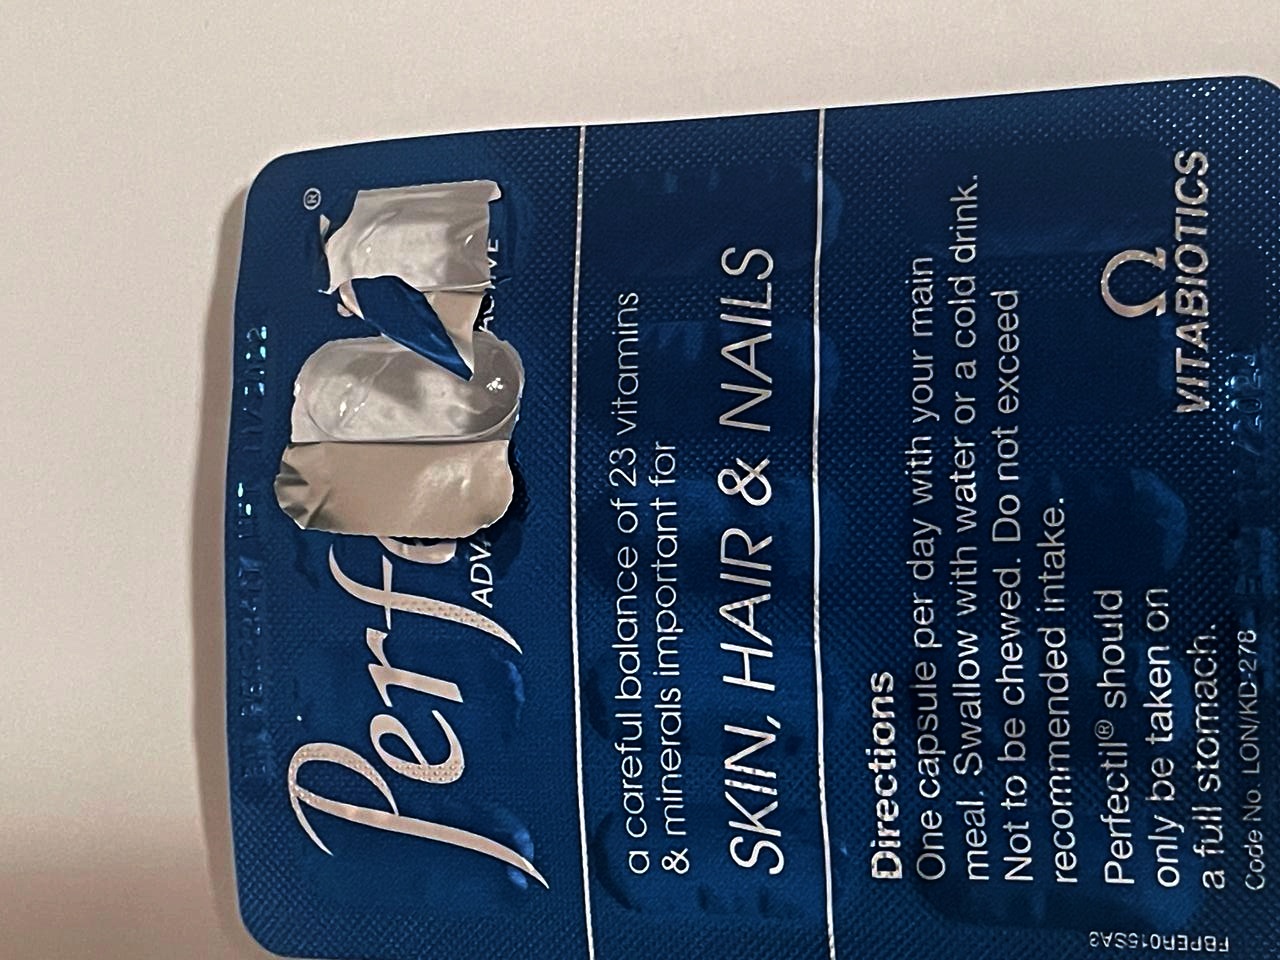 Perf
®
ADV
a careful balance of 23 vitamins
& minerals important for
SKIN, HAIR & NAILS
Directions
One capsule per day with your main
meal. Swallow with water or a cold drink.
Not to be chewed. Do not exceed
recommended intake.
Perfectil® should
only be taken on
a full stomach.
VITABIOTICS
Code No. LON/KD-278
FBPER015SA3